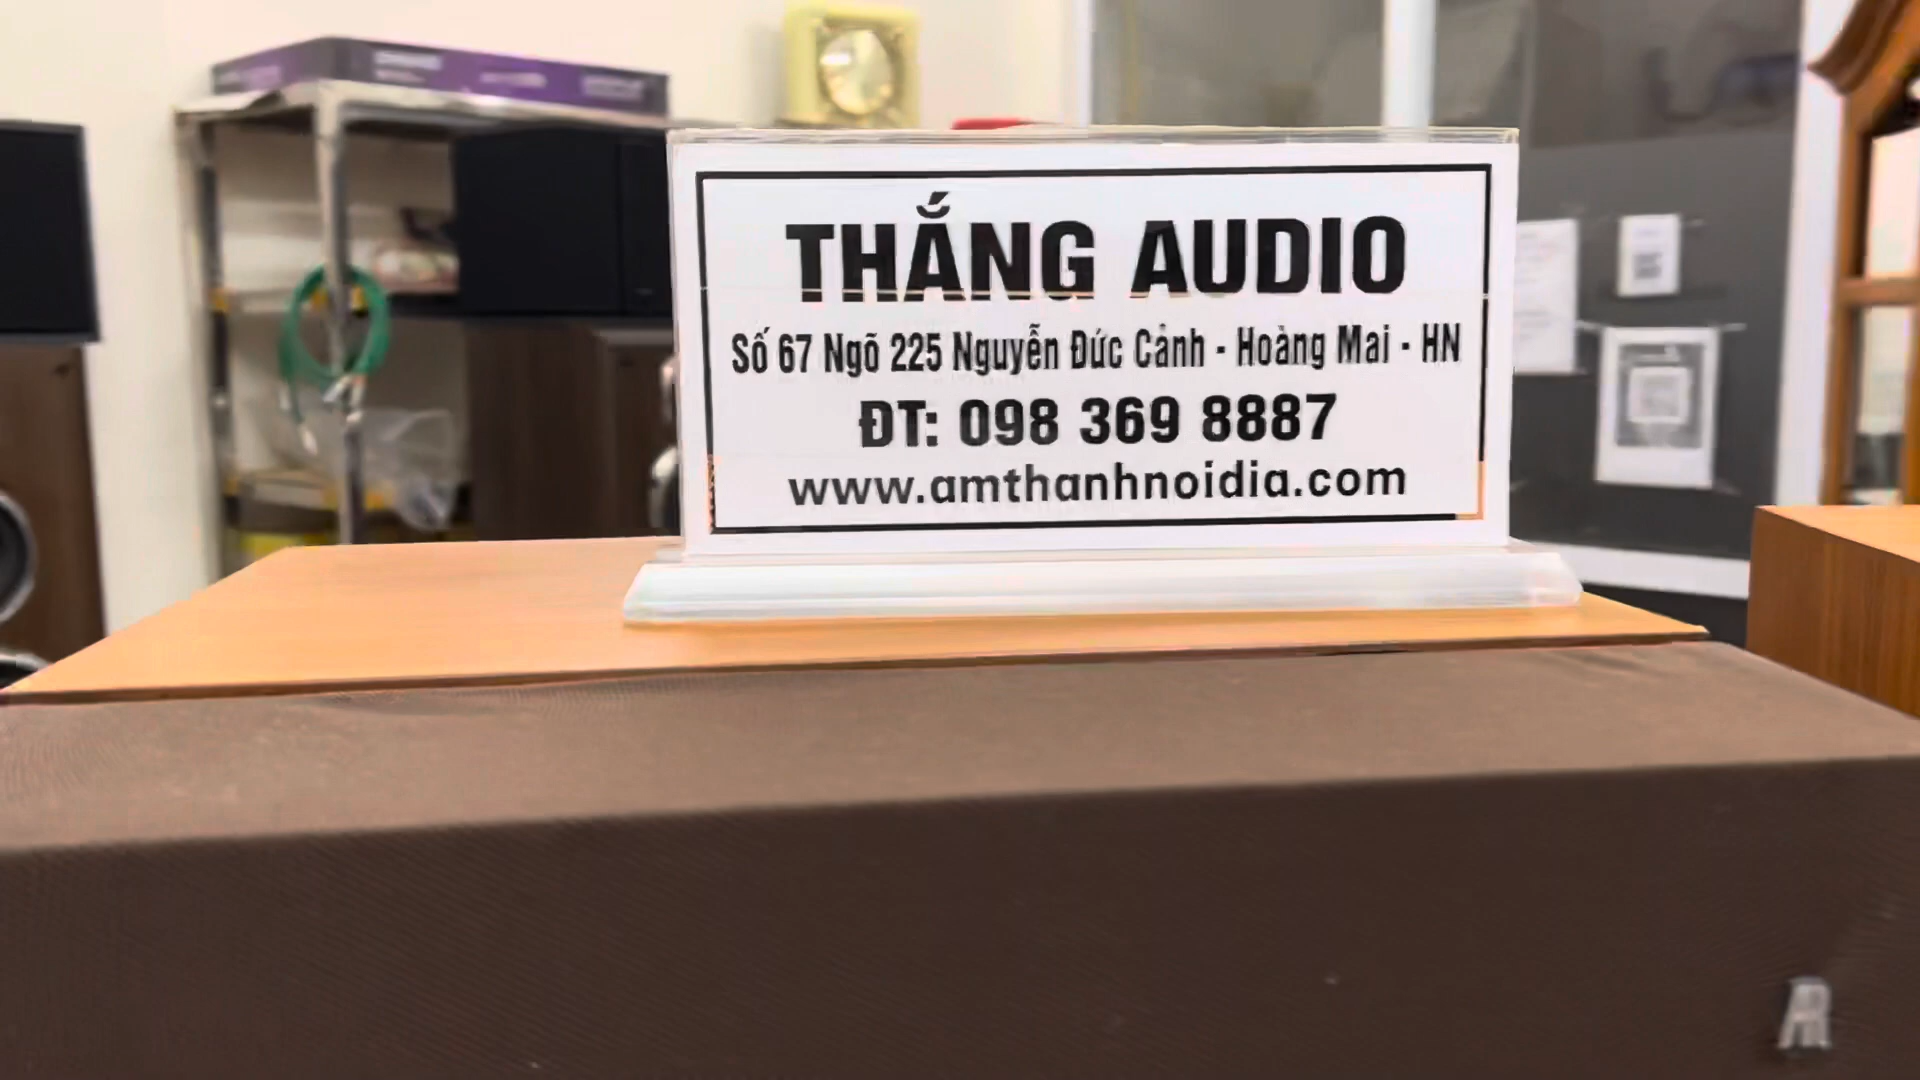 THẮNG AUDIO
Số 67 Ngõ 225 Nguyễn Đức Cảnh - Hoàng Mai - HN
ĐT: 098 369 8887
www.amthanhnoidia.com
AR